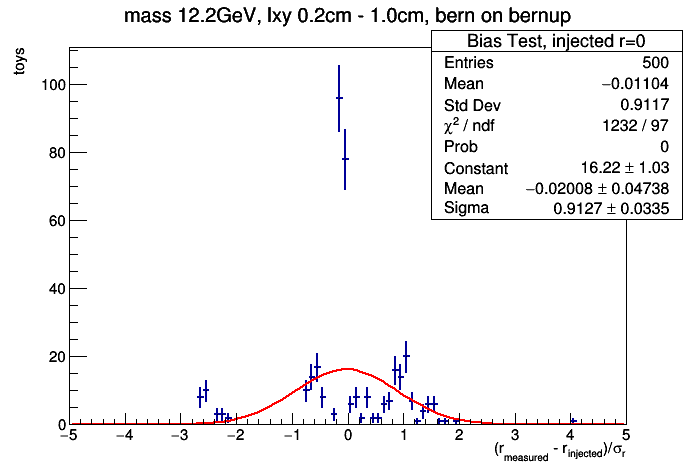 mass 12.2GeV, lxy 0.2cm - 1.0cm, bern on bernup
Bias Test, injected r=0
Entries 500
Mean −0.01104
Std Dev 0.9117
χ² / ndf 1232 / 97
Prob 0
Constant 16.22 ± 1.03
Mean −0.02008 ± 0.04738
Sigma 0.9127 ± 0.0335
toys
100
80
60
40
20
0
−5 −4 −3 −2 −1 0 1 2 3 4 5
(r_measured - r_injected)/σ_r